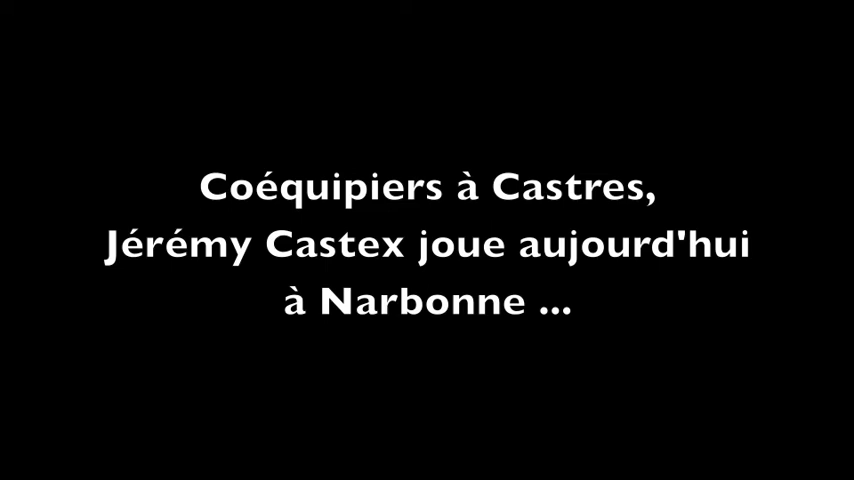 Coéquipiers à Castres,
Jérémy Castex joue aujourd'hui
à Narbonne ...